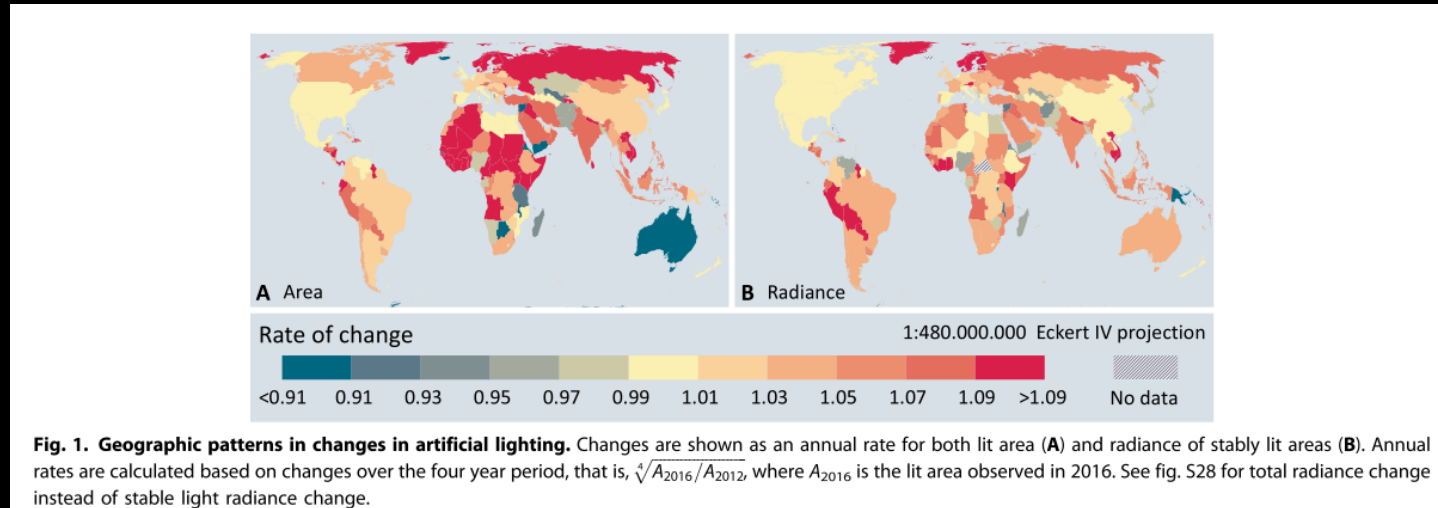 A Area
B Radiance
Rate of change
1:480.000.000 Eckert IV projection
<0.91 0.91 0.93 0.95 0.97 0.99 1.01 1.03 1.05 1.07 1.09 >1.09 No data
Fig. 1. Geographic patterns in changes in artificial lighting. Changes are shown as an annual rate for both lit area (A) and radiance of stably lit areas (B). Annual
rates are calculated based on changes over the four year period, that is, ∜A2016/A2012, where A2016 is the lit area observed in 2016. See fig. S28 for total radiance change
instead of stable light radiance change.